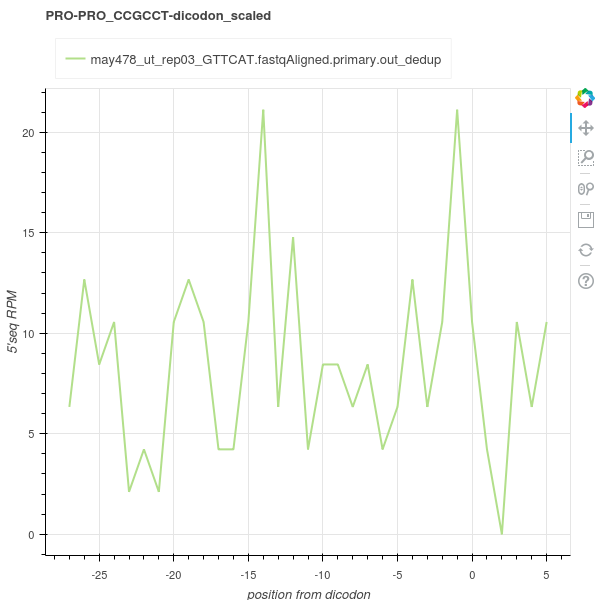 PRO-PRO_CCGCCT-dicodon_scaled
may478_ut_rep03_GTTCAT.fastqAligned.primary.out_dedup
20
15
10
5
0
5'seq RPM
-25 -20 -15 -10 -5 0 5
position from dicodon